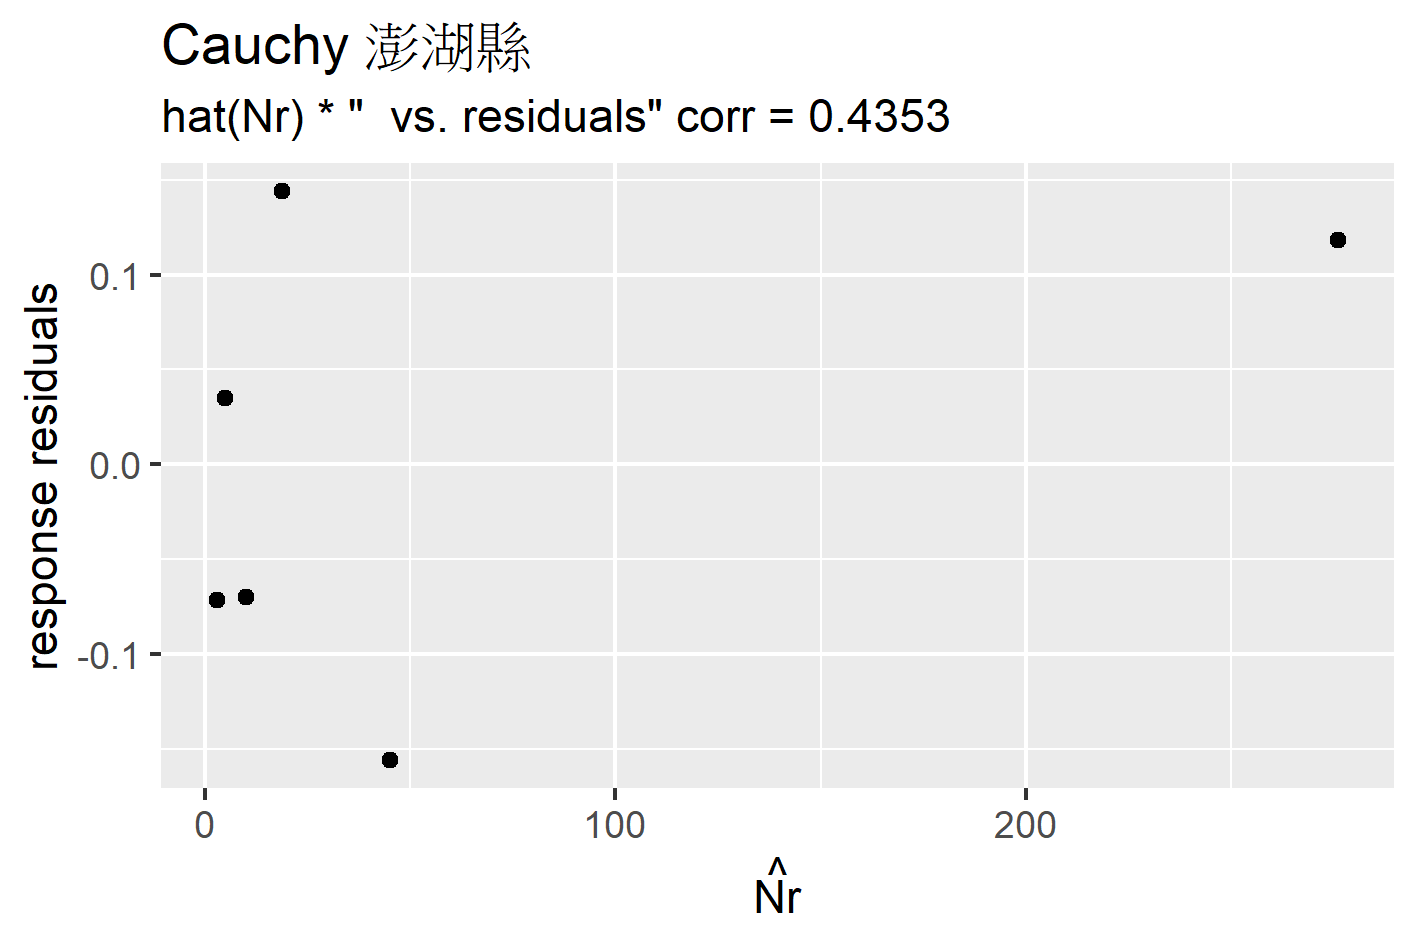 Cauchy 澎湖縣
hat(Nr) * "  vs. residuals" corr = 0.4353
response residuals
0.1
0.0
-0.1
0
100
200
N̂r